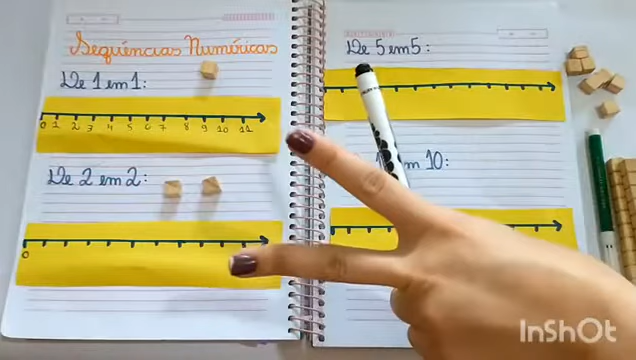 Sequências Numéricas
De 1 em 1:
0 1 2 3 4 5 6 7 8 9 10 11
De 2 em 2:
0
De 5 em 5:
em 10:
InShOt